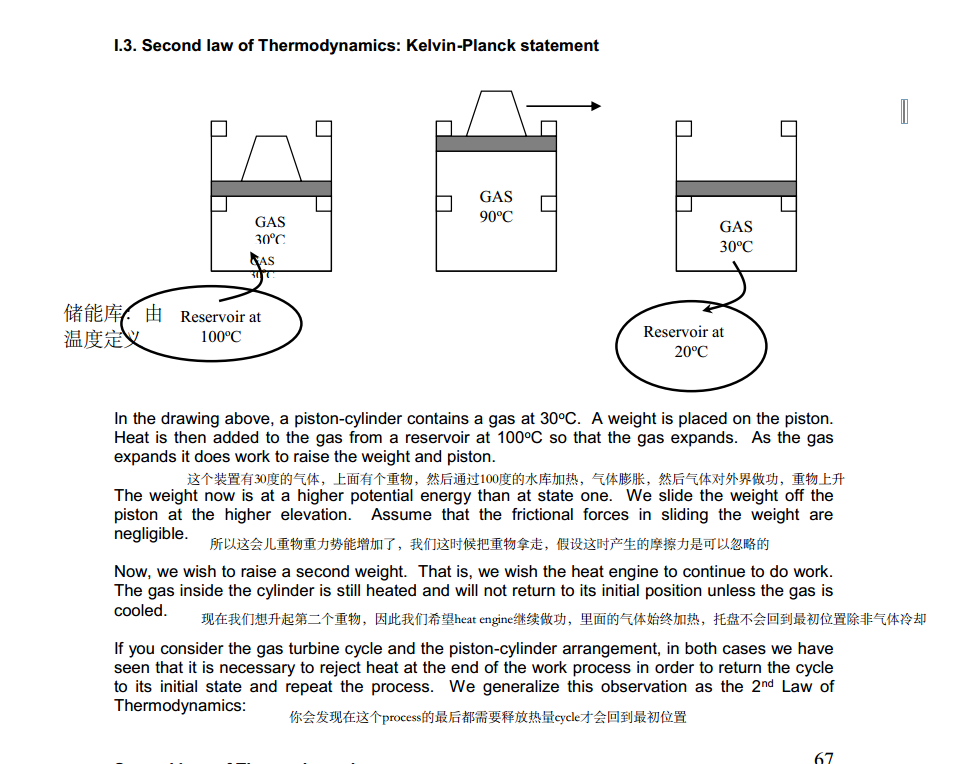 I.3. Second law of Thermodynamics: Kelvin-Planck statement
GAS
30ºC
GAS
30ºC
GAS
90ºC
GAS
30ºC
储能库：由
温度定义
Reservoir at
100ºC
Reservoir at
20ºC
In the drawing above, a piston-cylinder contains a gas at 30ºC. A weight is placed on the piston.
Heat is then added to the gas from a reservoir at 100ºC so that the gas expands. As the gas
expands it does work to raise the weight and piston.
这个装置有30度的气体，上面有个重物，然后通过100度的水库加热，气体膨胀，然后气体对外界做功，重物上升
The weight now is at a higher potential energy than at state one. We slide the weight off the
piston at the higher elevation. Assume that the frictional forces in sliding the weight are
negligible.
所以这会儿重物重力势能增加了，我们这时候把重物拿走，假设这时产生的摩擦力是可以忽略的
Now, we wish to raise a second weight. That is, we wish the heat engine to continue to do work.
The gas inside the cylinder is still heated and will not return to its initial position unless the gas is
cooled.
现在我们想升起第二个重物，因此我们希望heat engine继续做功，里面的气体始终加热，托盘不会回到最初位置除非气体冷却
If you consider the gas turbine cycle and the piston-cylinder arrangement, in both cases we have
seen that it is necessary to reject heat at the end of the work process in order to return the cycle
to its initial state and repeat the process. We generalize this observation as the 2nd Law of
Thermodynamics:
你会发现在这个process的最后都需要释放热量cycle才会回到最初位置
67